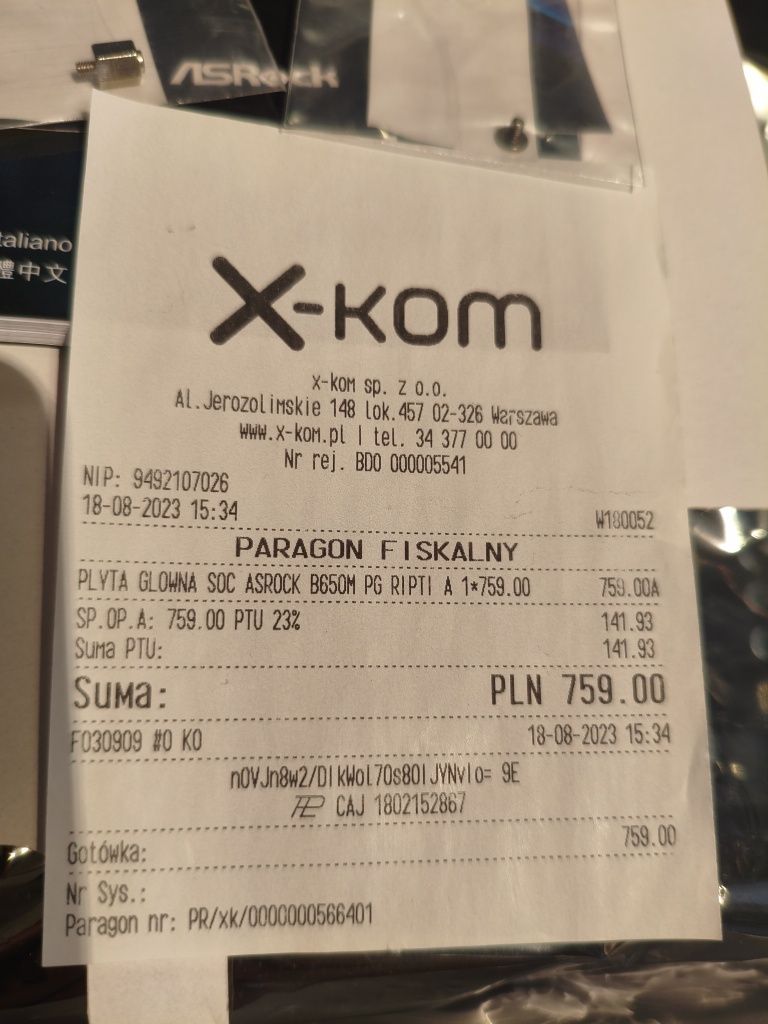 ASRock
taliano
體中文
x-kom
x-kom sp. z o.o.
Al.Jerozolimskie 148 lok.457 02-326 Warszawa
www.x-kom.pl | tel. 34 377 00 00
Nr rej. BDO 000005541
NIP: 9492107026
18-08-2023 15:34 W180052
PARAGON FISKALNY
PLYTA GLOWNA SOC ASROCK B650M PG RIPTI A 1*759.00 759.00A
SP.OP.A: 759.00 PTU 23% 141.93
Suma PTU: 141.93
Suma: PLN 759.00
F030909 #0 K0 18-08-2023 15:34
nOVJn8w2/DlkWol7Os8OIJYNvIo= 9E
CAJ 1802152867
Gotówka: 759.00
Nr Sys.:
Paragon nr: PR/xk/0000000566401